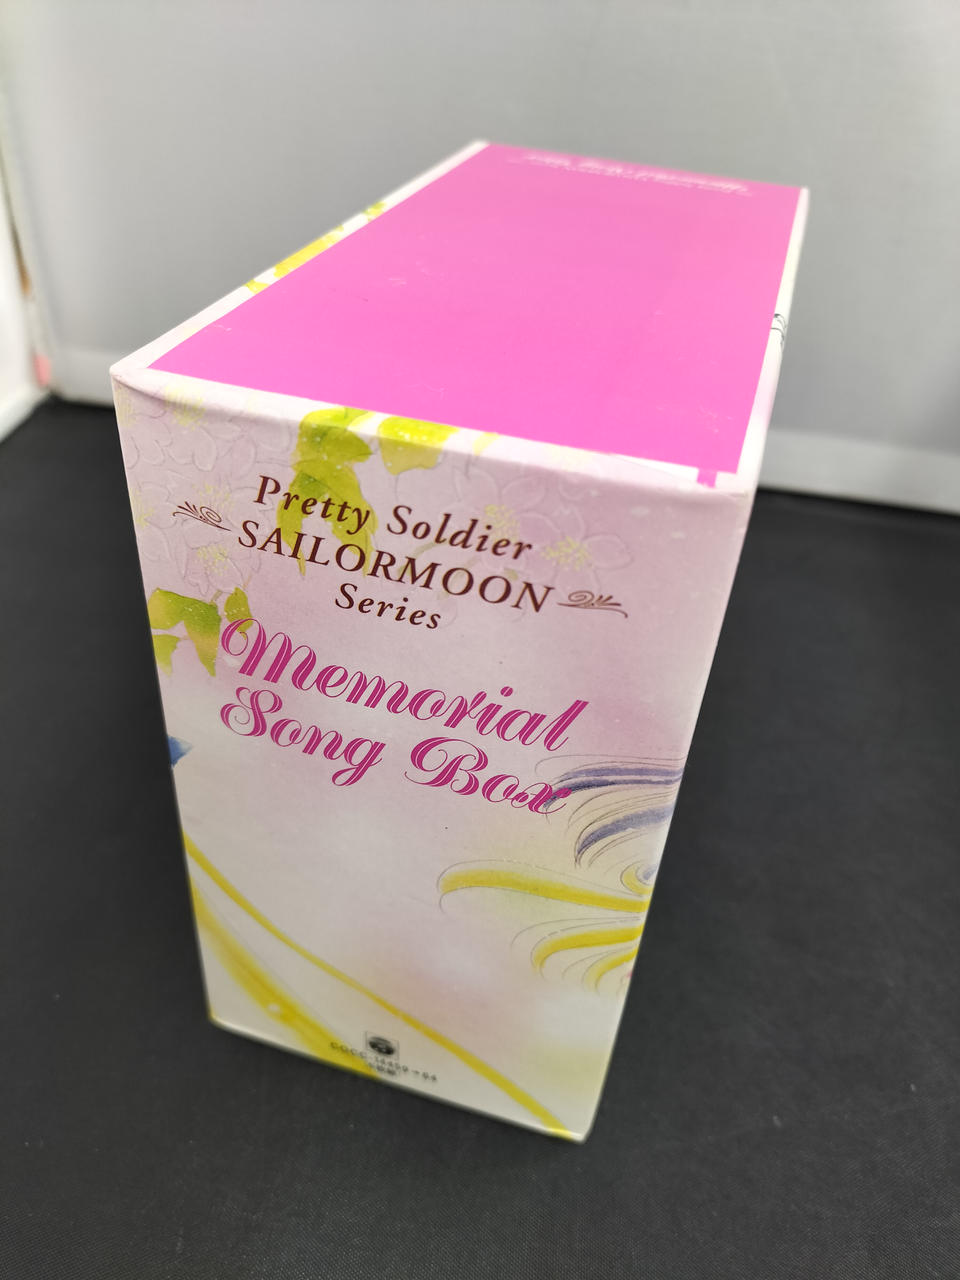 Pretty Soldier
SAILORMOON
Series
Memorial
Song Box